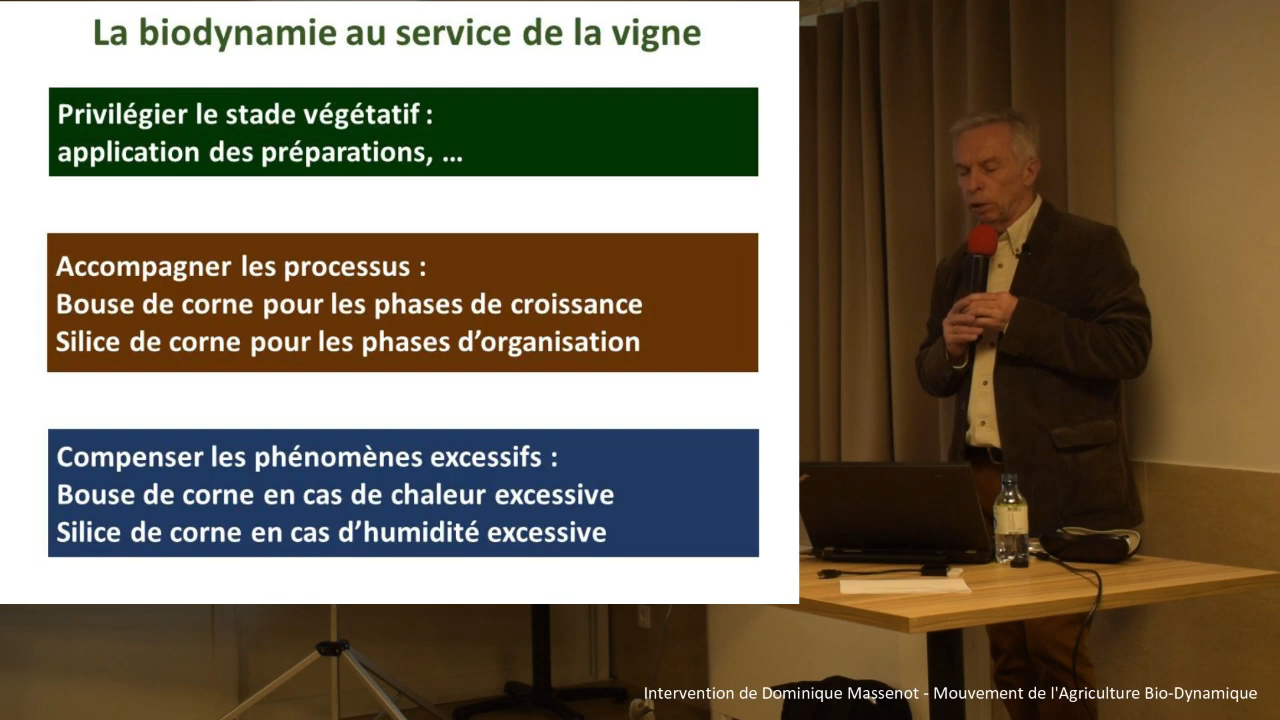 La biodynamie au service de la vigne
Privilégier le stade végétatif :
application des préparations, ...
Accompagner les processus :
Bouse de corne pour les phases de croissance
Silice de corne pour les phases d'organisation
Compenser les phénomènes excessifs :
Bouse de corne en cas de chaleur excessive
Silice de corne en cas d'humidité excessive
Intervention de Dominique Massenot - Mouvement de l'Agriculture Bio-Dynamique